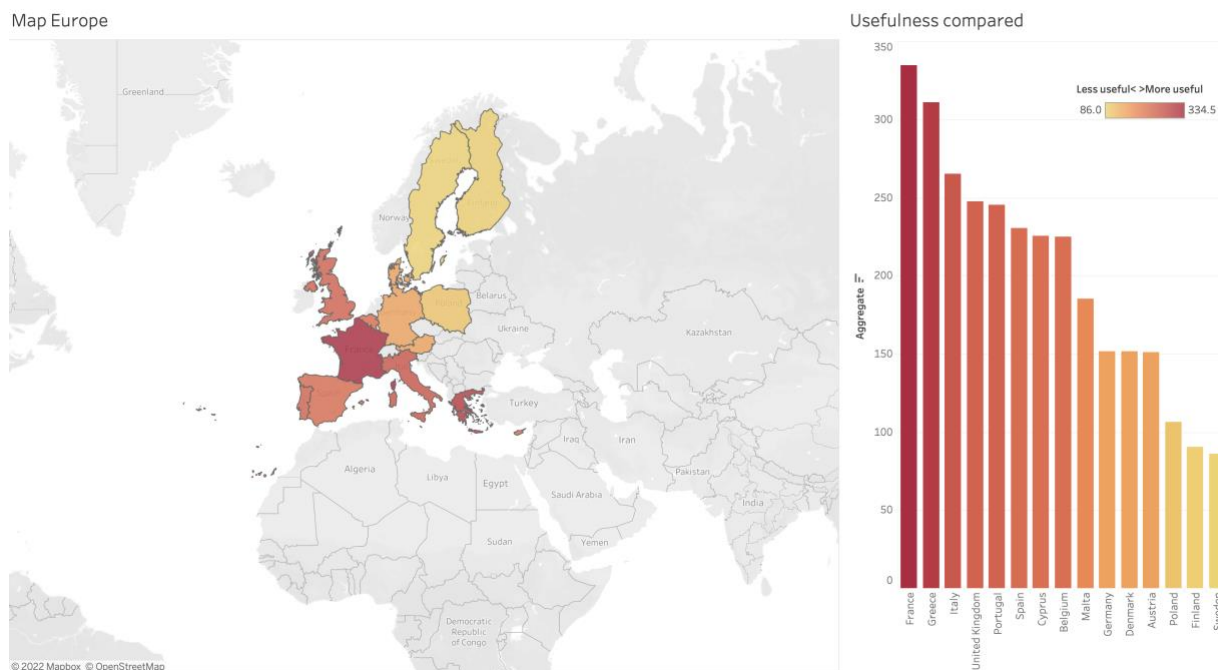 Map Europe
Greenland
Norway
Belarus
Ukraine
Kazakhstan
Turkey
Iraq
Iran
Pakistan
Algeria
Libya
Egypt
Saudi Arabia
India
Sudan
Yemen
Democratic
Republic
of Congo
© 2022 Mapbox © OpenStreetMap
Usefulness compared
Less useful< >More useful
86.0
334.5
Aggregate
350
300
250
200
150
100
50
0
France
Greece
Italy
United Kingdom
Portugal
Spain
Cyprus
Belgium
Malta
Germany
Denmark
Austria
Poland
Finland